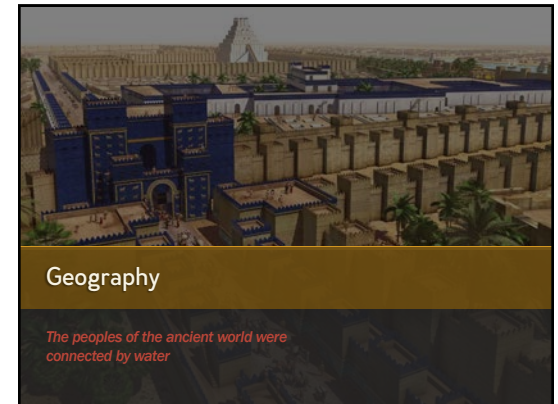 Geography
The peoples of the ancient world were
connected by water